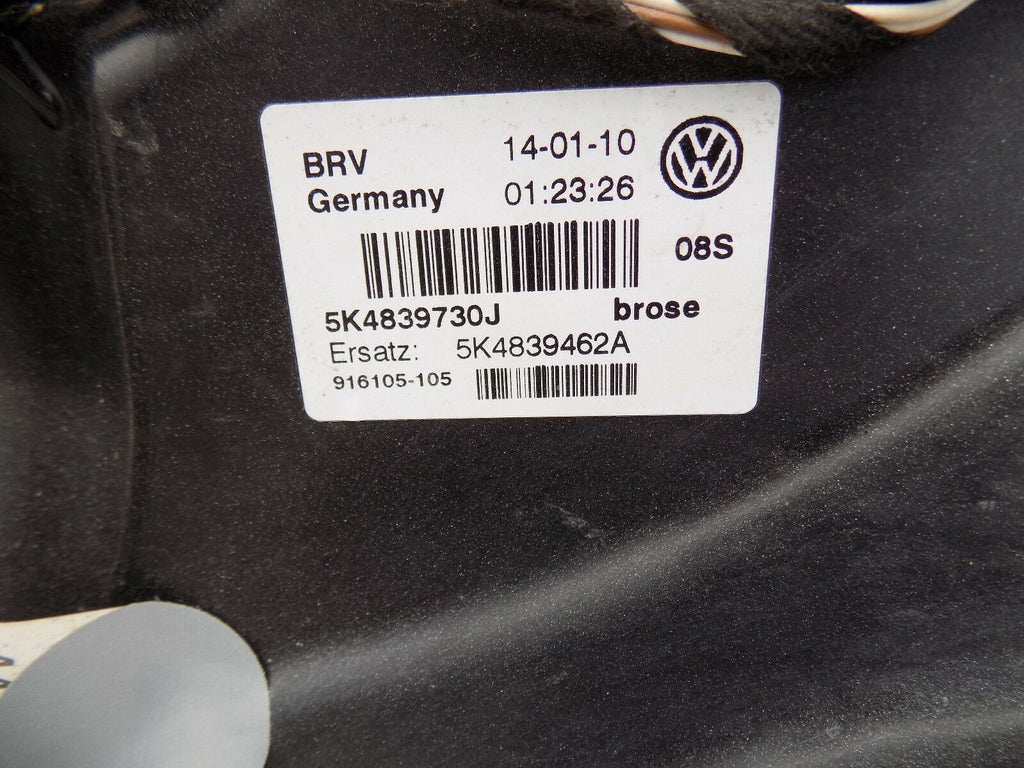 BRV 14-01-10
Germany 01:23:26
08S
5K4839730J brose
Ersatz: 5K4839462A
916105-105